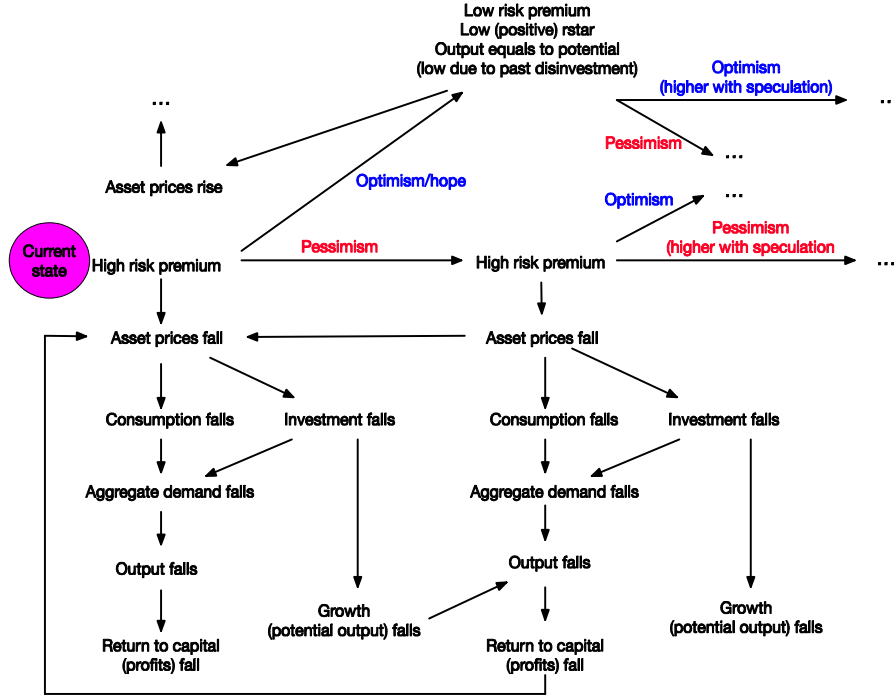 Low risk premium
Low (positive) rstar
Output equals to potential
(low due to past disinvestment)
Optimism
(higher with speculation)
...
..
Pessimism
...
Asset prices rise
Optimism/hope
Optimism
...
Pessimism
(higher with speculation
Current
state
High risk premium
Pessimism
High risk premium
...
Asset prices fall
Asset prices fall
Consumption falls
Investment falls
Consumption falls
Investment falls
Aggregate demand falls
Aggregate demand falls
Output falls
Output falls
Growth
(potential output) falls
Growth
(potential output) falls
Return to capital
(profits) fall
Return to capital
(profits) fall